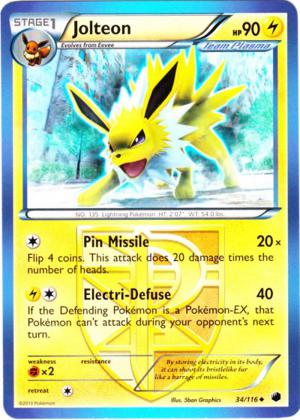 STAGE1
Jolteon
HP90
Evolves from Eevee
Team Plasma
NO. 135 Lightning Pokémon HT. 2'07" WT. 54.0 lbs.
Pin Missile 20×
Flip 4 coins. This attack does 20 damage times
the number of heads.
Electri-Defuse 40
If the Defending Pokémon is a Pokémon-EX, that
Pokémon can't attack during your opponent's next
turn.
weakness
×2
resistance
retreat
By storing electricity in its body,
it can shoot its bristlelike fur
like a barrage of missiles.
Illus. 5ban Graphics
34/116
©2013 Pokémon